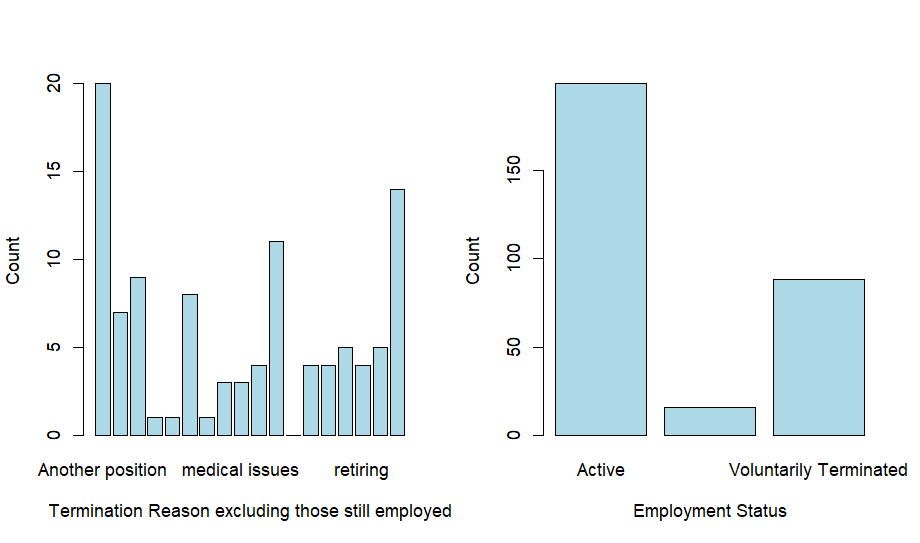 Count
20
15
10
5
0
Another position medical issues retiring
Termination Reason excluding those still employed
Count
150
100
50
0
Active Voluntarily Terminated
Employment Status